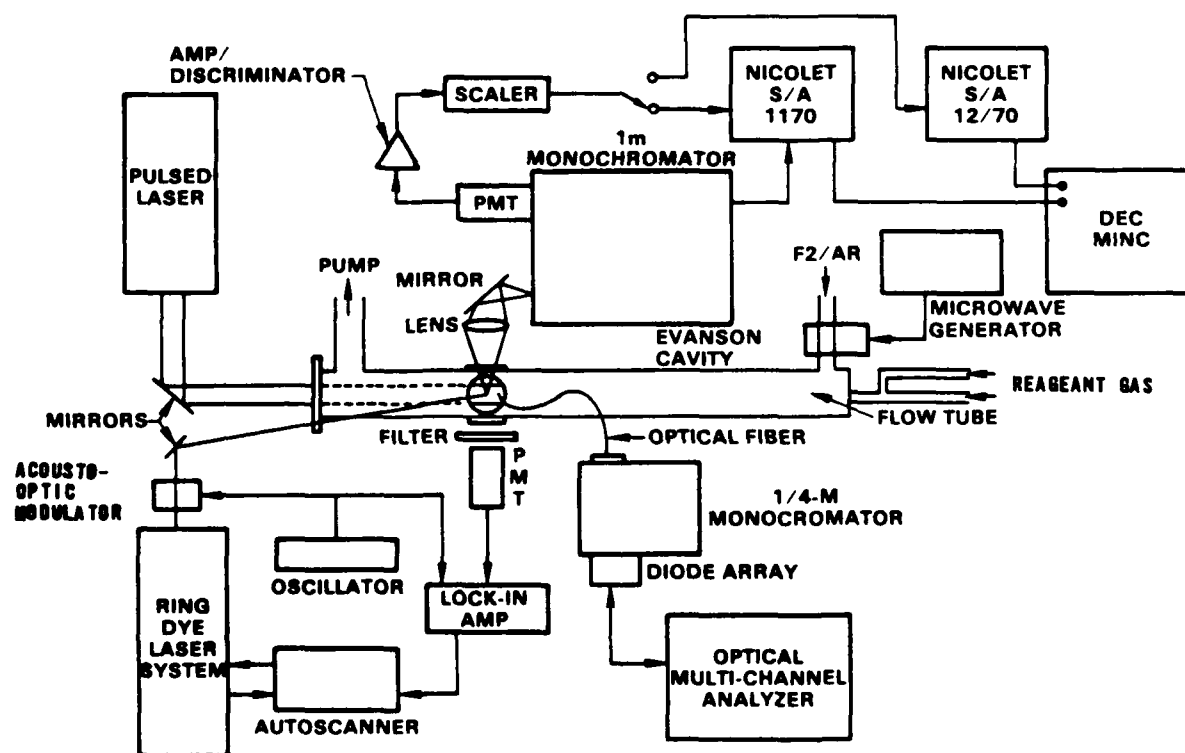 AMP/
DISCRIMINATOR
SCALER
NICOLET
S/A
1170
NICOLET
S/A
12/70
PULSED
LASER
1m
MONOCHROMATOR
PMT
DEC
MINC
PUMP
MIRROR
F2/AR
LENS
MICROWAVE
GENERATOR
EVANSON
CAVITY
REAGEANT GAS
MIRRORS
FLOW TUBE
FILTER
OPTICAL FIBER
PMT
ACOUSTO-
OPTIC
MODULATOR
1/4-M
MONOCROMATOR
OSCILLATOR
DIODE ARRAY
LOCK-IN
AMP
RING
DYE
LASER
SYSTEM
OPTICAL
MULTI-CHANNEL
ANALYZER
AUTOSCANNER